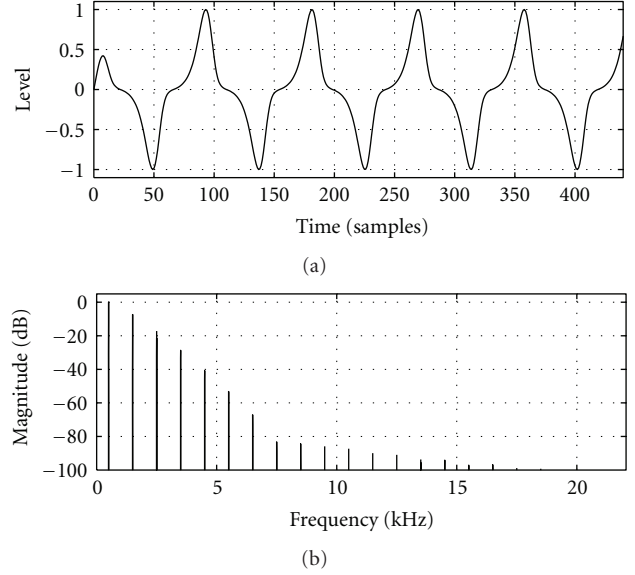 1
0.5
0
−0.5
−1
Level
0 50 100 150 200 250 300 350 400
Time (samples)
(a)
0
−20
−40
−60
−80
−100
Magnitude (dB)
0 5 10 15 20
Frequency (kHz)
(b)